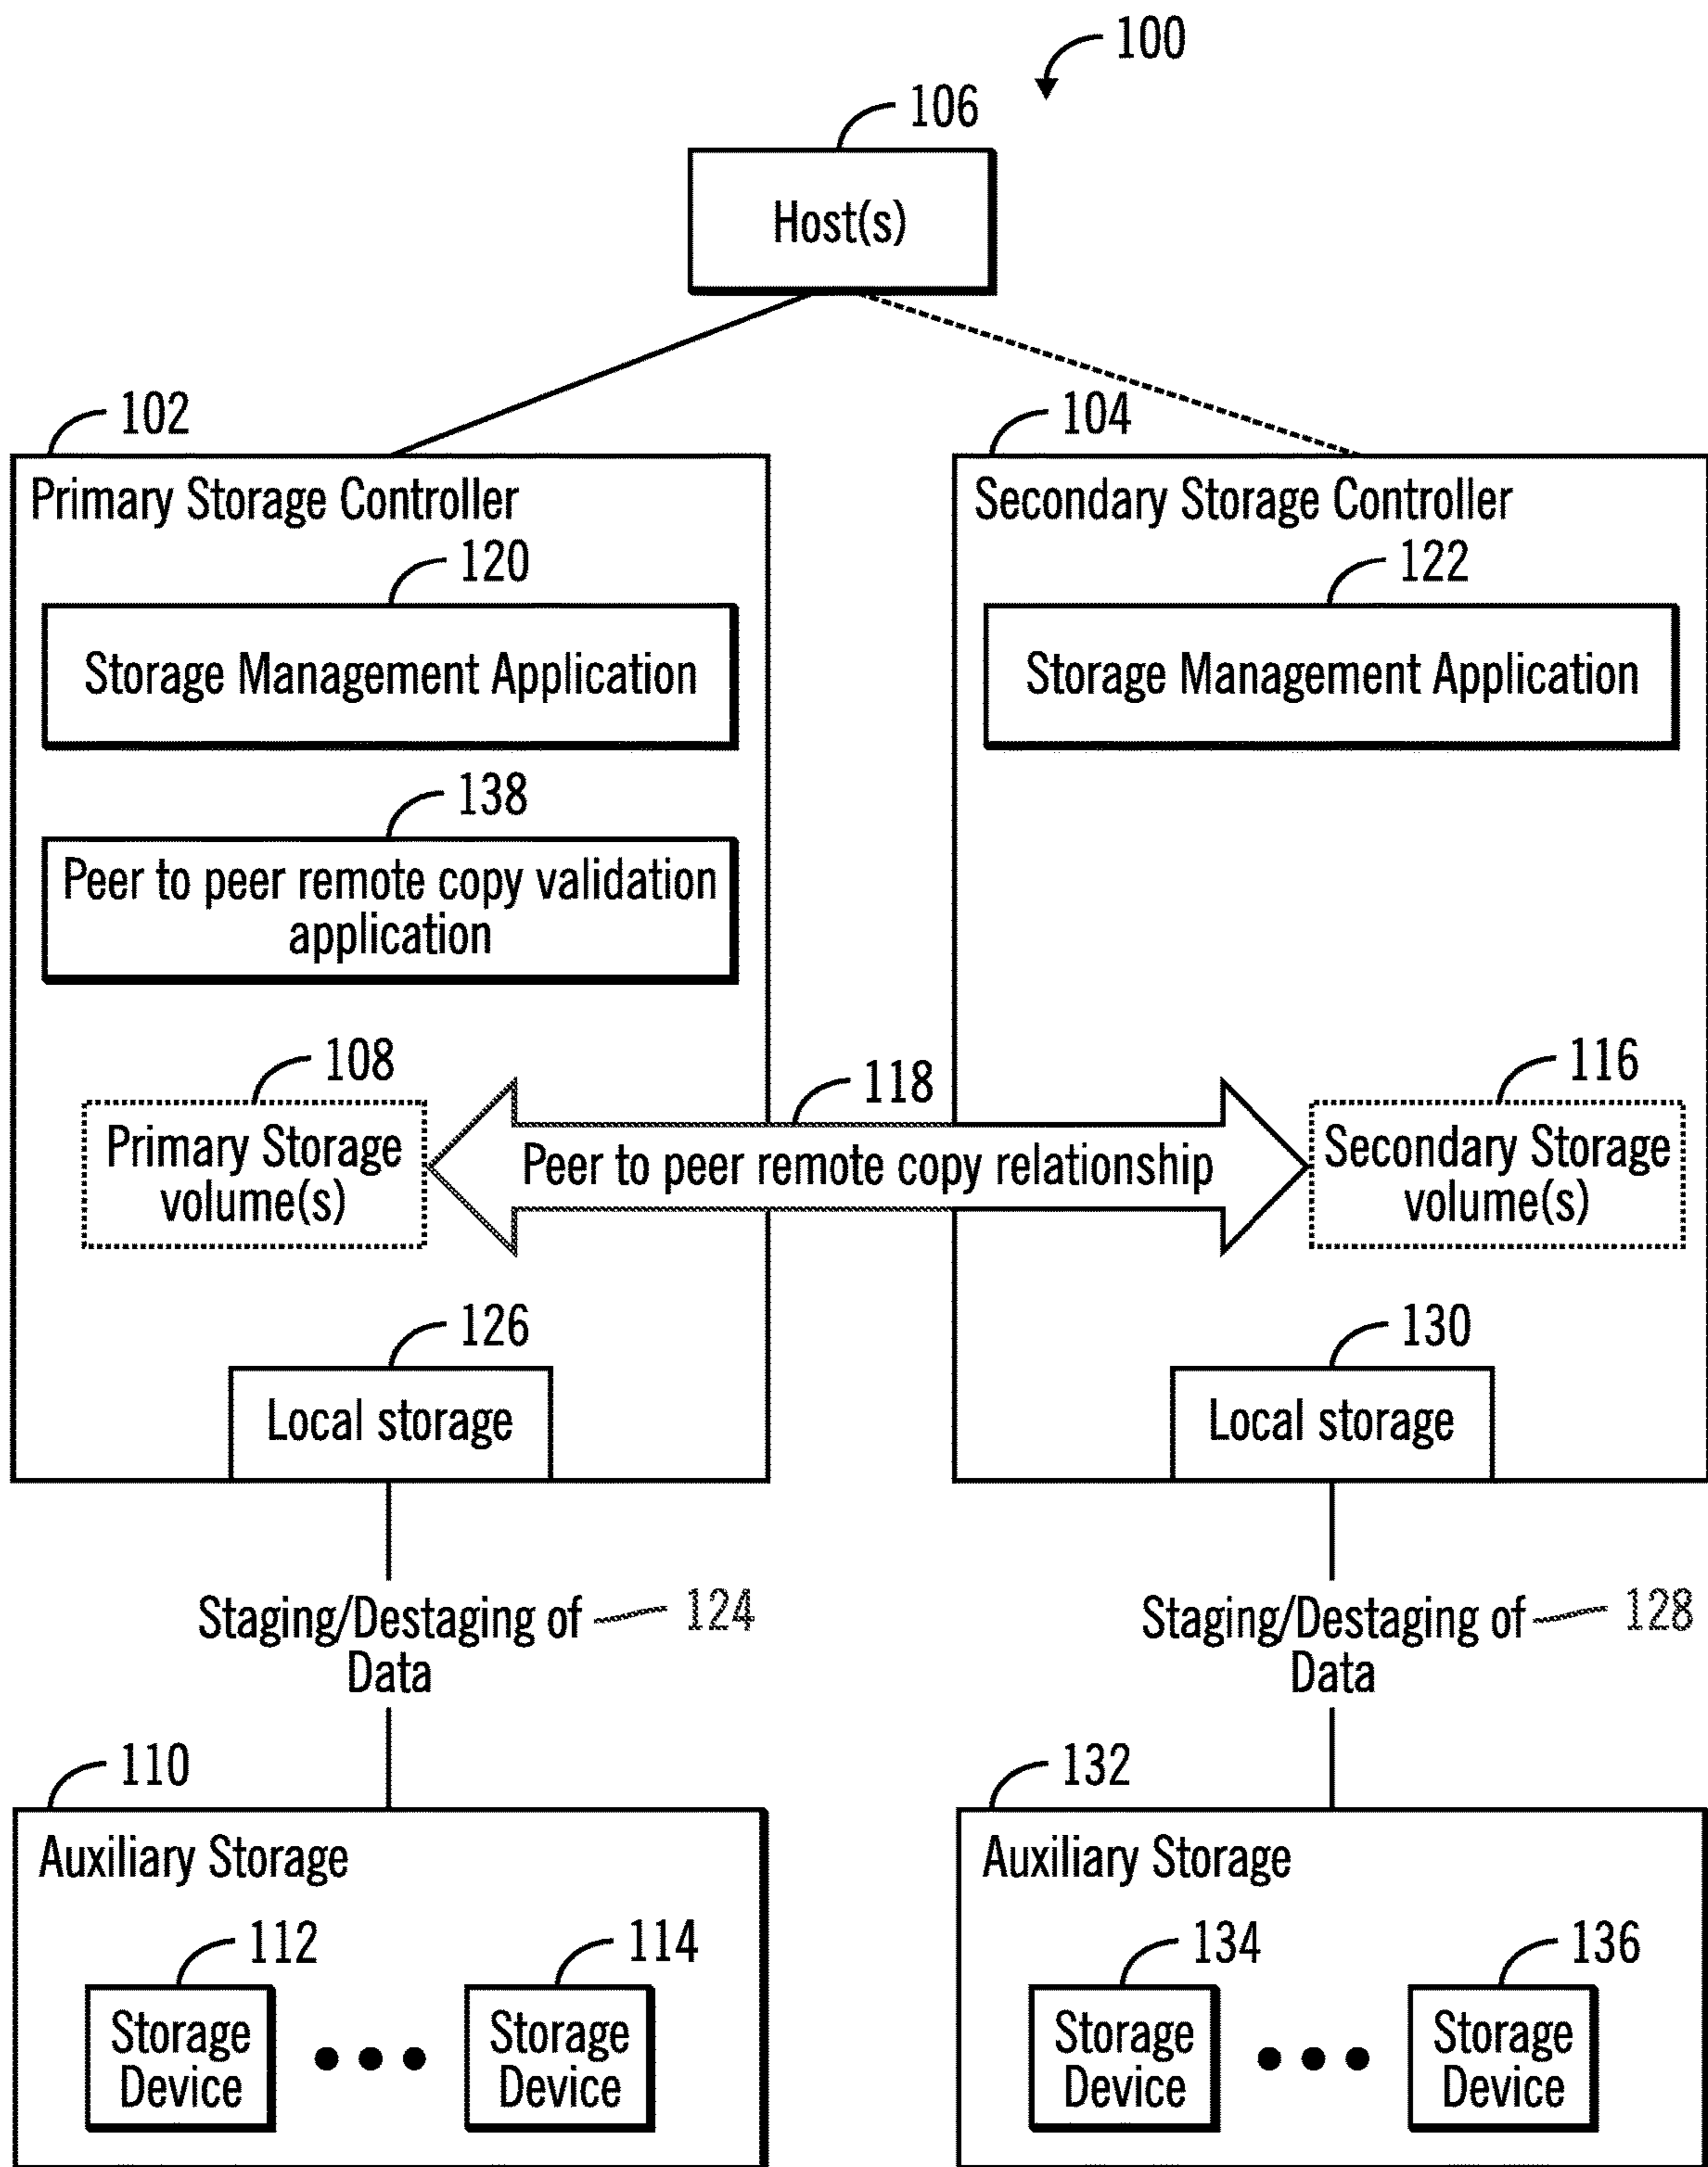 100
106
Host(s)
102
104
Primary Storage Controller
Secondary Storage Controller
120
122
Storage Management Application
Storage Management Application
138
Peer to peer remote copy validation
application
108
118
116
Primary Storage
volume(s)
Peer to peer remote copy relationship
Secondary Storage
volume(s)
126
130
Local storage
Local storage
Staging/Destaging of
Data
124
Staging/Destaging of
Data
128
110
132
Auxiliary Storage
Auxiliary Storage
112
114
134
136
Storage
Device
Storage
Device
Storage
Device
Storage
Device